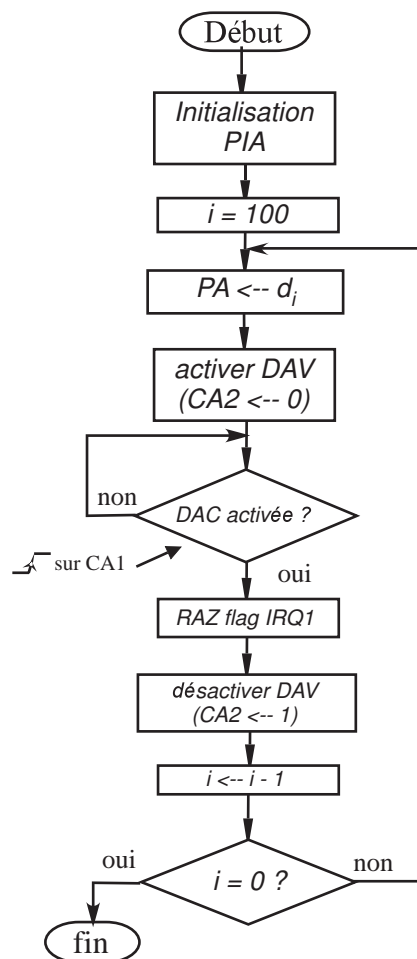 Début
Initialisation
PIA
i = 100
PA <-- di
activer DAV
(CA2 <-- 0)
non
DAC activée ?
sur CA1
oui
RAZ flag IRQ1
désactiver DAV
(CA2 <-- 1)
i <-- i - 1
oui
non
i = 0 ?
fin